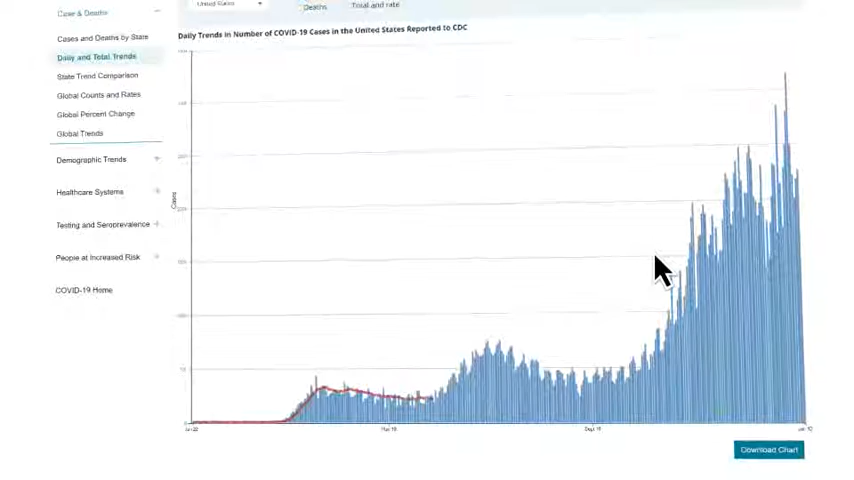 Case & Deaths
United States
Deaths
Total and rate
Cases and Deaths by State
Daily Trends in Number of COVID-19 Cases in the United States Reported to CDC
Daily and Total Trends
State Trend Comparison
Global Counts and Rates
Global Percent Change
Global Trends
Demographic Trends
Healthcare Systems
Cases
Testing and Seroprevalence
People at Increased Risk
COVID-19 Home
Download Chart